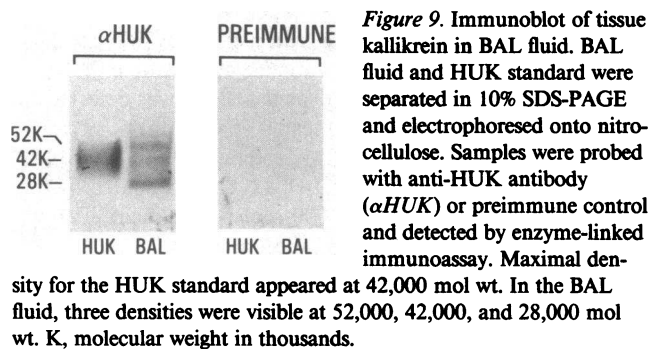 αHUK
PREIMMUNE
52K
42K
28K
HUK BAL
HUK BAL
Figure 9. Immunoblot of tissue
kallikrein in BAL fluid. BAL
fluid and HUK standard were
separated in 10% SDS-PAGE
and electrophoresed onto nitro-
cellulose. Samples were probed
with anti-HUK antibody
(αHUK) or preimmune control
and detected by enzyme-linked
immunoassay. Maximal den-
sity for the HUK standard appeared at 42,000 mol wt. In the BAL
fluid, three densities were visible at 52,000, 42,000, and 28,000 mol
wt. K, molecular weight in thousands.